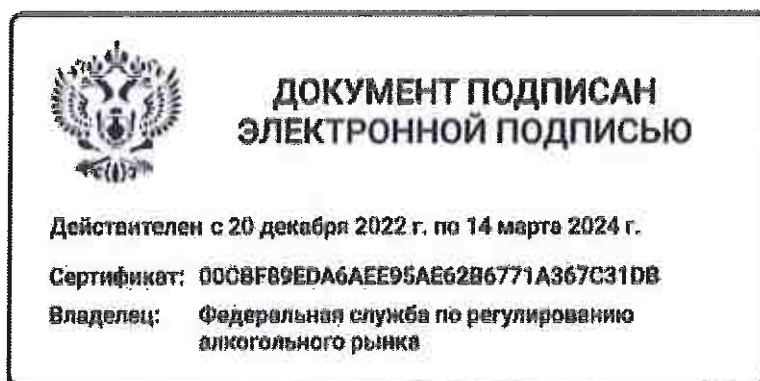 ДОКУМЕНТ ПОДПИСАН
ЭЛЕКТРОННОЙ ПОДПИСЬЮ
Действителен с 20 декабря 2022 г. по 14 марта 2024 г.
Сертификат: 00CBF89EDA6AEE95AE62B6771A367C31DB
Владелец: Федеральная служба по регулированию
алкогольного рынка